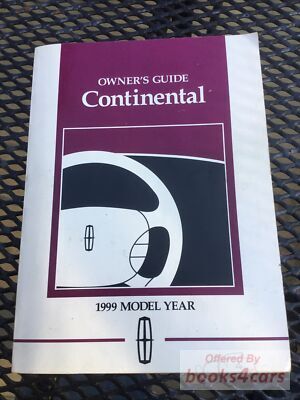 OWNER'S GUIDE
Continental
1999 MODEL YEAR
Offered By
books4cars